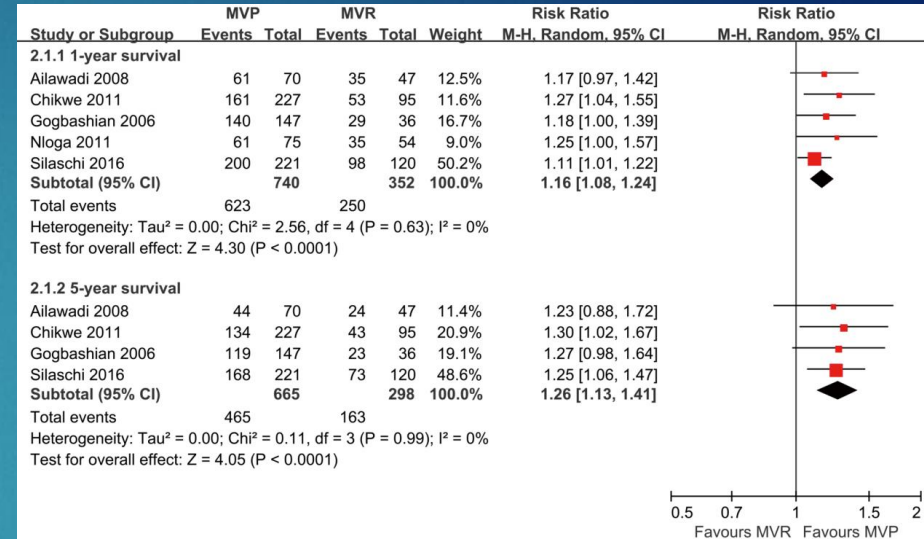 MVP MVR Risk Ratio Risk Ratio
Study or Subgroup Events Total Events Total Weight M-H, Random, 95% CI M-H, Random, 95% CI
2.1.1 1-year survival
Ailawadi 2008 61 70 35 47 12.5% 1.17 [0.97, 1.42]
Chikwe 2011 161 227 53 95 11.6% 1.27 [1.04, 1.55]
Gogbashian 2006 140 147 29 36 16.7% 1.18 [1.00, 1.39]
Nloga 2011 61 75 35 54 9.0% 1.25 [1.00, 1.57]
Silaschi 2016 200 221 98 120 50.2% 1.11 [1.01, 1.22]
Subtotal (95% CI) 740 352 100.0% 1.16 [1.08, 1.24]
Total events 623 250
Heterogeneity: Tau² = 0.00; Chi² = 2.56, df = 4 (P = 0.63); I² = 0%
Test for overall effect: Z = 4.30 (P < 0.0001)
2.1.2 5-year survival
Ailawadi 2008 44 70 24 47 11.4% 1.23 [0.88, 1.72]
Chikwe 2011 134 227 43 95 20.9% 1.30 [1.02, 1.67]
Gogbashian 2006 119 147 23 36 19.1% 1.27 [0.98, 1.64]
Silaschi 2016 168 221 73 120 48.6% 1.25 [1.06, 1.47]
Subtotal (95% CI) 665 298 100.0% 1.26 [1.13, 1.41]
Total events 465 163
Heterogeneity: Tau² = 0.00; Chi² = 0.11, df = 3 (P = 0.99); I² = 0%
Test for overall effect: Z = 4.05 (P < 0.0001)
0.5 0.7 1 1.5 2
Favours MVR Favours MVP